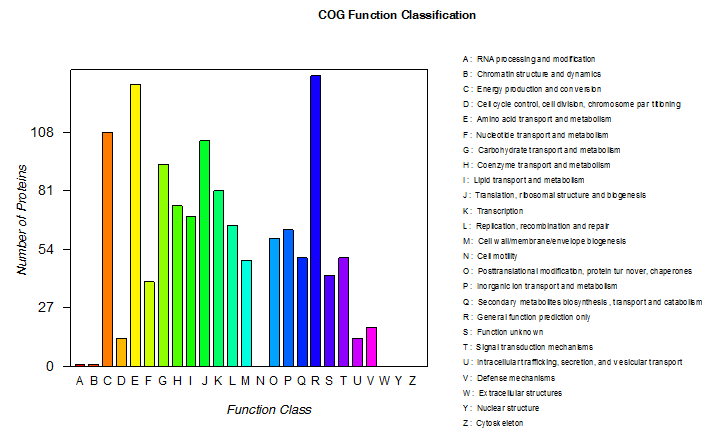 COG Function Classification
Number of Proteins
108
81
54
27
0
A B C D E F G H I J K L M N O P Q R S T U V W Y Z
Function Class
A : RNA processing and modification
B : Chromatin structure and dynamics
C : Energy production and conversion
D : Cell cycle control, cell division, chromosome par titioning
E : Amino acid transport and metabolism
F : Nucleotide transport and metabolism
G : Carbohydrate transport and metabolism
H : Coenzyme transport and metabolism
I : Lipid transport and metabolism
J : Translation, ribosomal structure and biogenesis
K : Transcription
L : Replication, recombination and repair
M : Cell wall/membrane/envelope biogenesis
N : Cell motility
O : Posttranslational modification, protein tur nover, chaperones
P : Inorganic ion transport and metabolism
Q : Secondary metabolites biosynthesis , transport and catabolism
R : General function prediction only
S : Function unknown
T : Signal transduction mechanisms
U : Intracellular trafficking, secretion, and vesicular transport
V : Defense mechanisms
W : Extracellular structures
Y : Nuclear structure
Z : Cytoskeleton